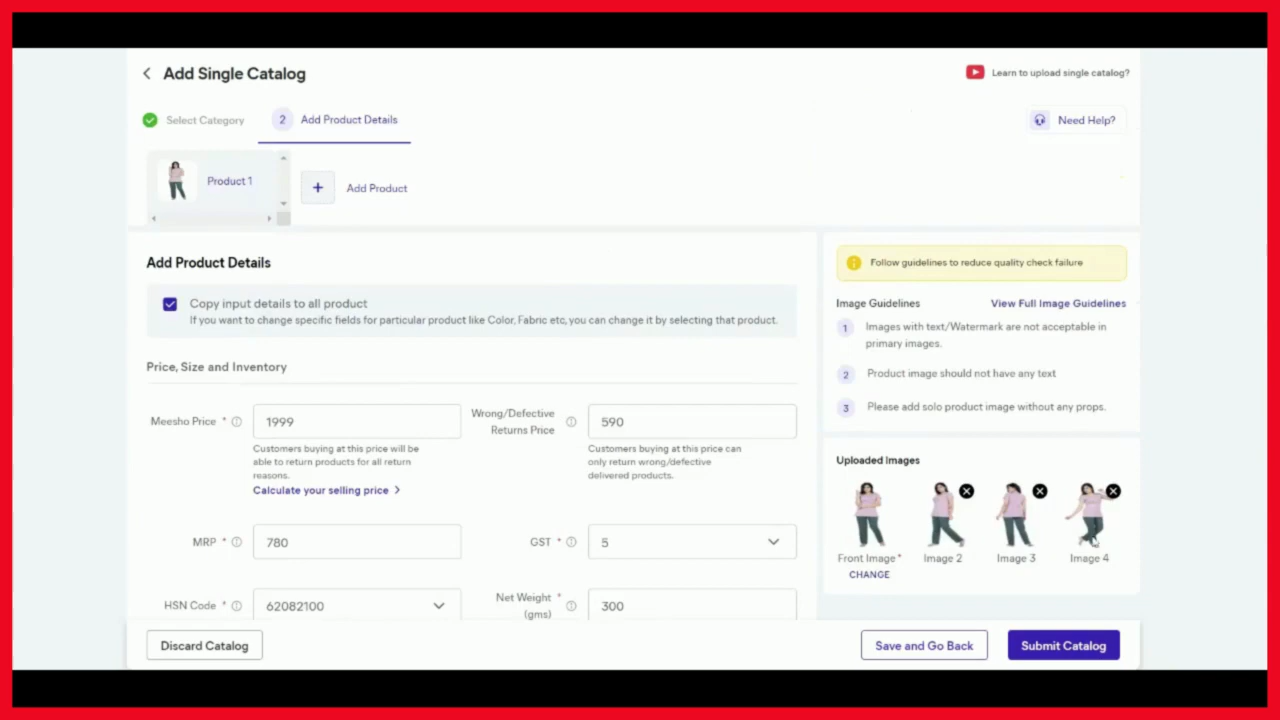 Add Single Catalog
Learn to upload single catalog?
Select Category
2
Add Product Details
Need Help?
Product 1
+
Add Product
Add Product Details
Copy input details to all product
If you want to change specific fields for particular product like Color, Fabric etc, you can change it by selecting that product.
Price, Size and Inventory
Meesho Price *
1999
Customers buying at this price will be
able to return products for all return
reasons.
Calculate your selling price >
Wrong/Defective
Returns Price
590
Customers buying at this price can
only return wrong/defective
delivered products.
MRP *
780
GST *
5
HSN Code *
62082100
Net Weight *
(gms)
300
Follow guidelines to reduce quality check failure
Image Guidelines
View Full Image Guidelines
1
Images with text/Watermark are not acceptable in
primary images.
2
Product image should not have any text
3
Please add solo product image without any props.
Uploaded Images
Front Image*
CHANGE
Image 2
Image 3
Image 4
Discard Catalog
Save and Go Back
Submit Catalog